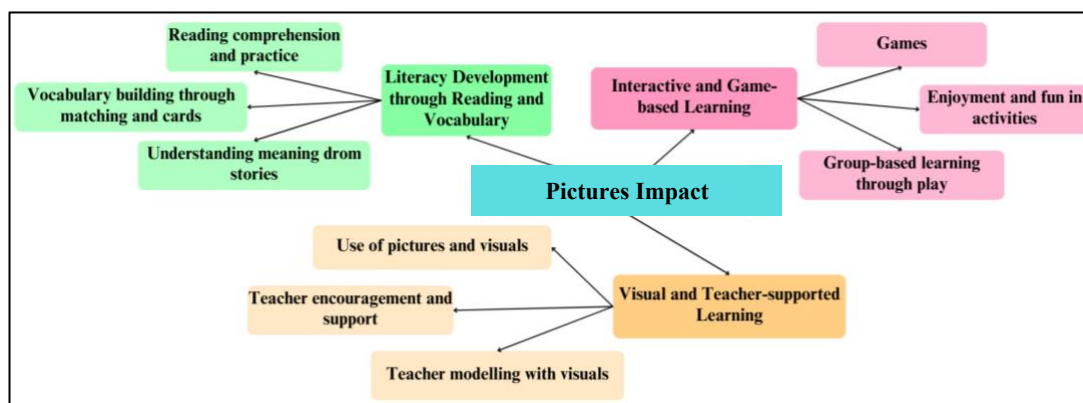 Reading comprehension
and practice
Vocabulary building through
matching and cards
Understanding meaning drom
stories
Literacy Development
through Reading and
Vocabulary
Interactive and Game-
based Learning
Games
Enjoyment and fun in
activities
Group-based learning
through play
Pictures Impact
Use of pictures and visuals
Teacher encouragement and
support
Teacher modelling with visuals
Visual and Teacher-supported
Learning